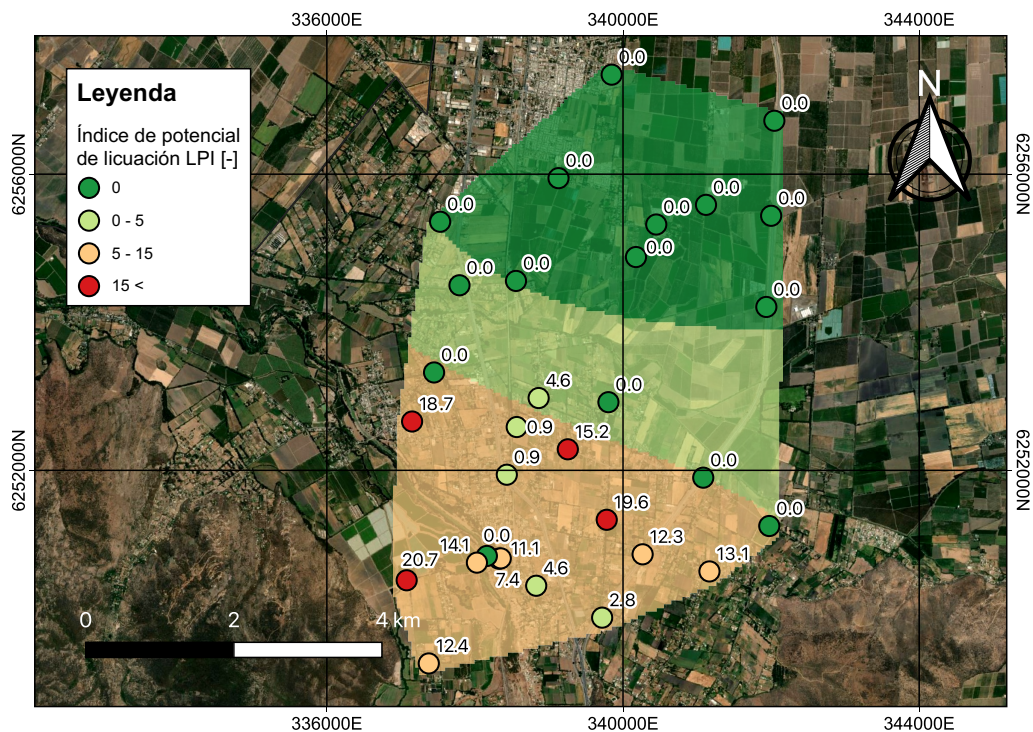 336000E
340000E
344000E
N
6256000N
6256000N
6252000N
6252000N
Leyenda
Índice de potencial
de licuación LPI [-]
0
0 - 5
5 - 15
15 <
0.0
0.0
0.0
0.0
0.0
0.0
0.0
0.0
0.0
0.0
0.0
0.0
4.6
0.0
18.7
0.9
15.2
0.9
0.0
19.6
0.0
14.1
0.0
11.1
12.3
13.1
20.7
7.4
4.6
2.8
12.4
0
2
4 km
336000E
340000E
344000E